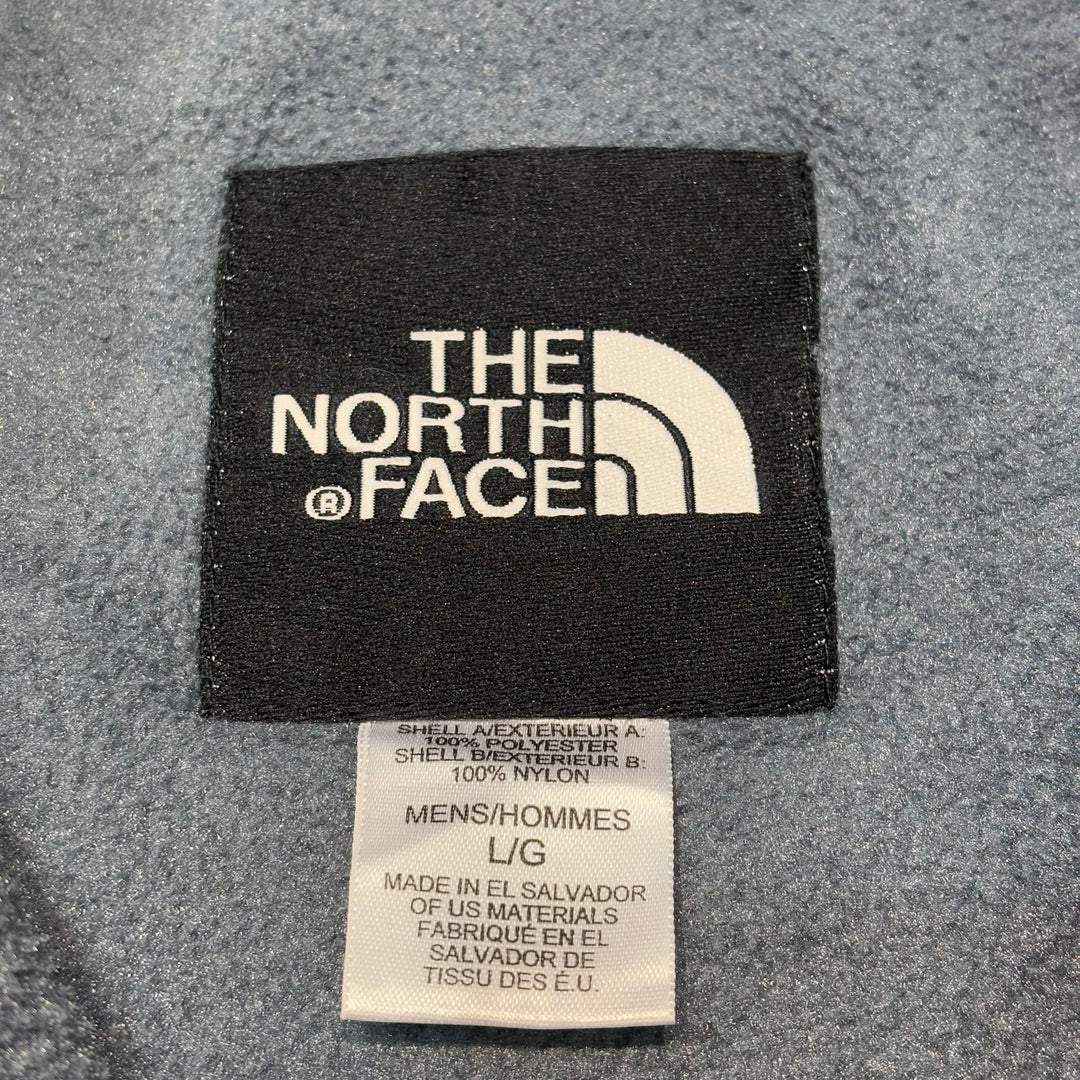 THE
NORTH
®FACE
SHELL A/EXTERIEUR A:
100% POLYESTER
SHELL B/EXTERIEUR B:
100% NYLON
MENS/HOMMES
L/G
MADE IN EL SALVADOR
OF US MATERIALS
FABRIQUÉ EN EL
SALVADOR DE
TISSU DES É.U.